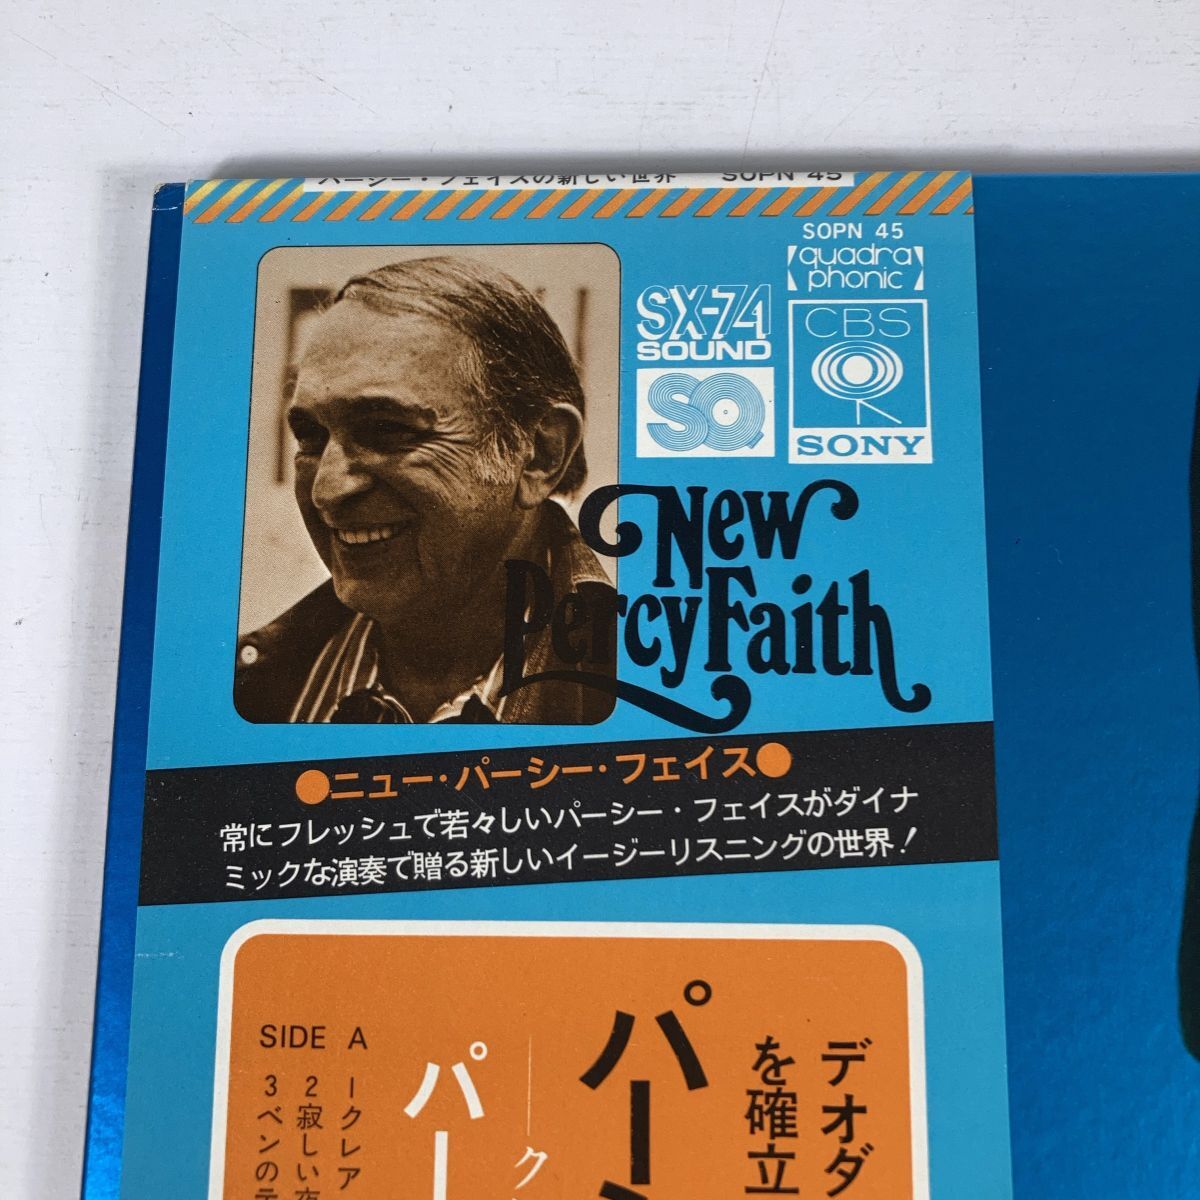 パーシー・フェイスの新しい世界 SOPN 45
SOPN 45
quadra
phonic
SX-74
SOUND
SQ
CBS
SONY
New
Percy Faith
●ニュー・パーシー・フェイス●
常にフレッシュで若々しいパーシー・フェイスがダイナ
ミックな演奏で贈る新しいイージーリスニングの世界!
デオダ
を確立
パーシ
ク
パー
SIDE A
1クレア
2寂しい夜
3ベンのテ